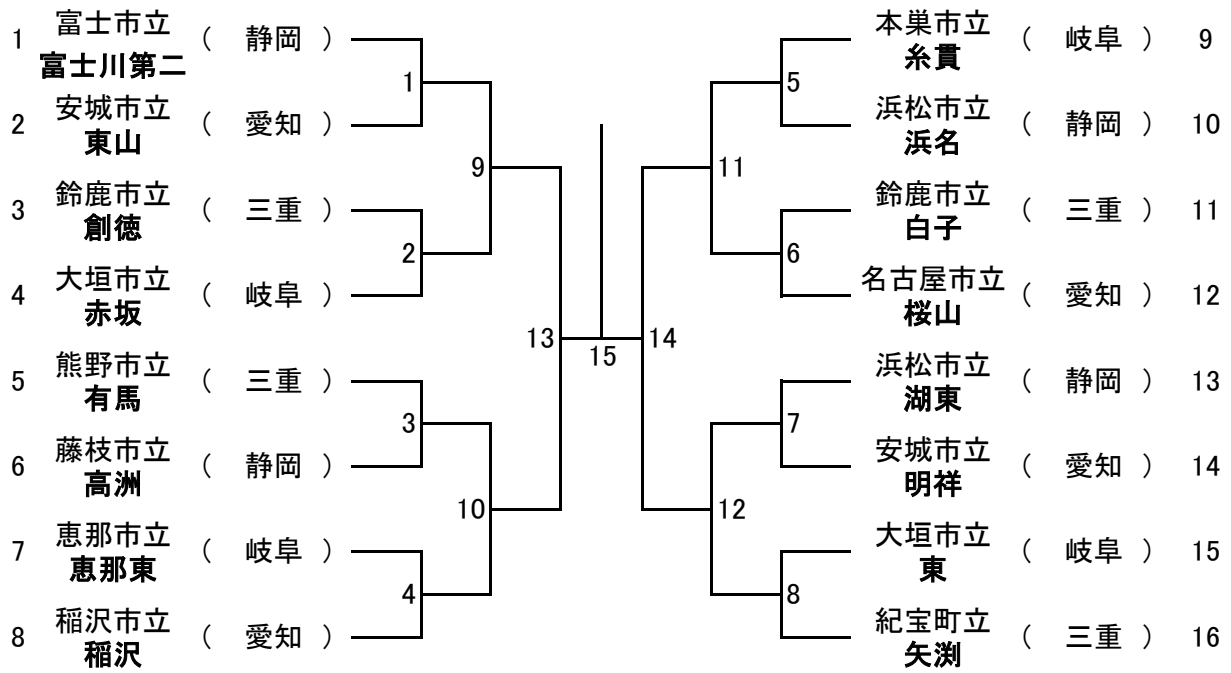 富士市立
1 富士川第二 ( 静岡 )
安城市立
2 東山 ( 愛知 )
鈴鹿市立
3 創徳 ( 三重 )
大垣市立
4 赤坂 ( 岐阜 )
熊野市立
5 有馬 ( 三重 )
藤枝市立
6 高洲 ( 静岡 )
恵那市立
7 恵那東 ( 岐阜 )
稲沢市立
8 稲沢 ( 愛知 )
1
2
3
4
9
10
13
15
14
11
12
5
6
7
8
本巣市立
糸貫 ( 岐阜 ) 9
浜松市立
浜名 ( 静岡 ) 10
鈴鹿市立
白子 ( 三重 ) 11
名古屋市立
桜山 ( 愛知 ) 12
浜松市立
湖東 ( 静岡 ) 13
安城市立
明祥 ( 愛知 ) 14
大垣市立
東 ( 岐阜 ) 15
紀宝町立
矢渕 ( 三重 ) 16